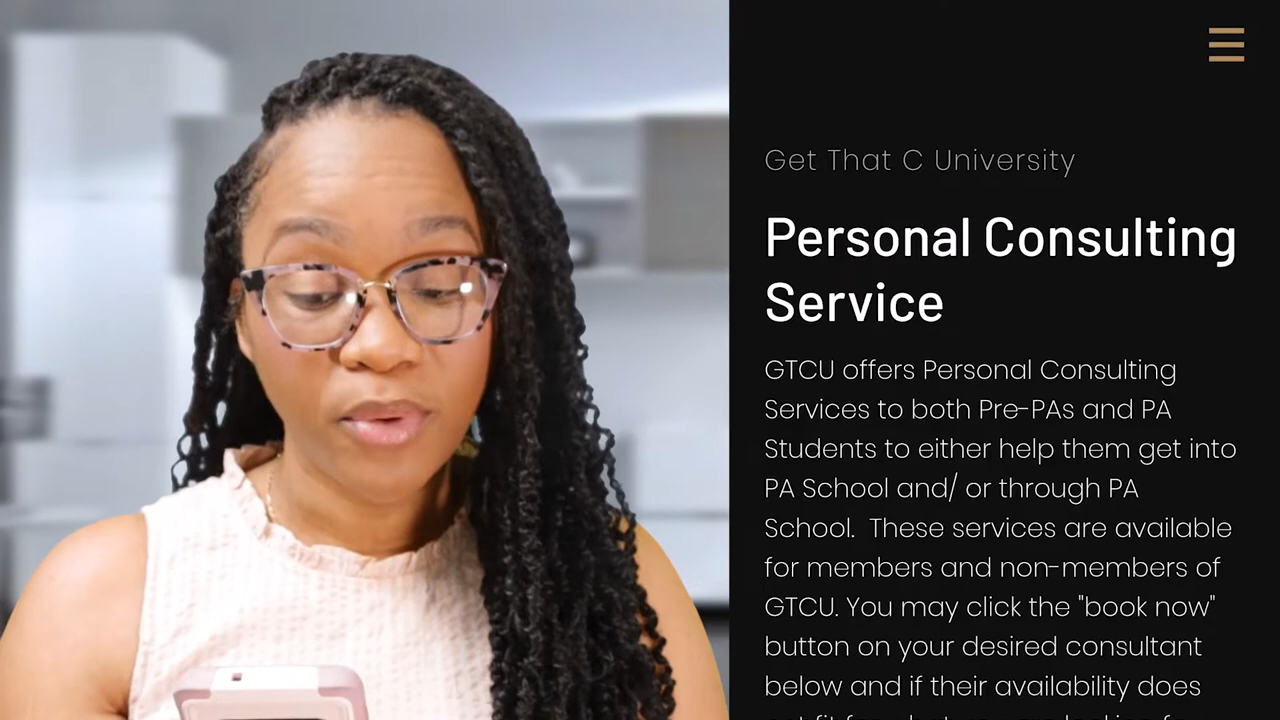 Get That C University
Personal Consulting
Service
GTCU offers Personal Consulting
Services to both Pre-PAs and PA
Students to either help them get into
PA School and/ or through PA
School.  These services are available
for members and non-members of
GTCU. You may click the "book now"
button on your desired consultant
below and if their availability does